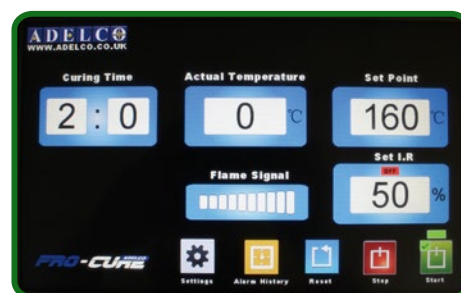 ADELCO
WWW.ADELCO.CO.UK
Curing Time
Actual Temperature
Set Point
2 : 0
0 °C
160 °C
Set I.R
OFF
Flame Signal
50 %
PRO-CURE
ADELCO
Settings
Alarm History
Reset
Stop
Start